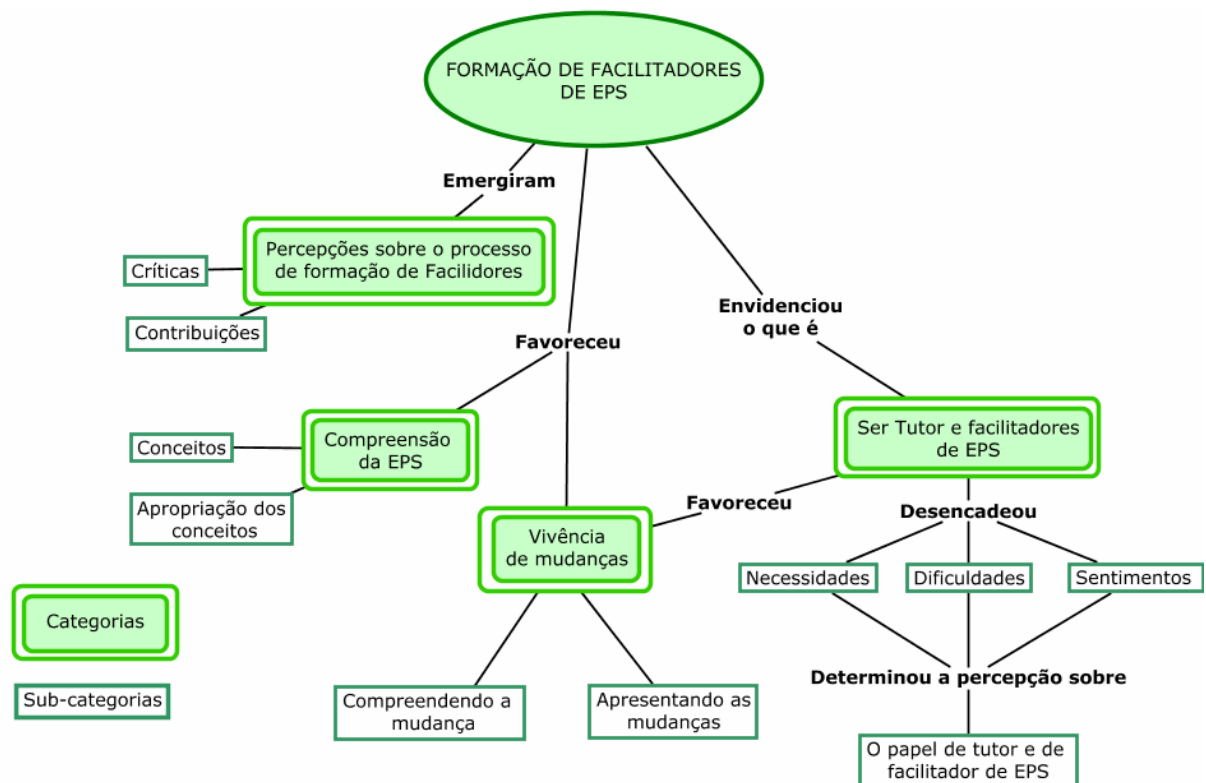 FORMAÇÃO DE FACILITADORES
DE EPS
Emergiram
Percepções sobre o processo
de formação de Facilidores
Críticas
Contribuições
Favoreceu
Envidenciou
o que é
Compreensão
da EPS
Conceitos
Apropriação dos
conceitos
Ser Tutor e facilitadores
de EPS
Favoreceu
Vivência
de mudanças
Desencadeou
Necessidades
Dificuldades
Sentimentos
Categorias
Sub-categorias
Compreendendo a
mudança
Apresentando as
mudanças
Determinou a percepção sobre
O papel de tutor e de
facilitador de EPS